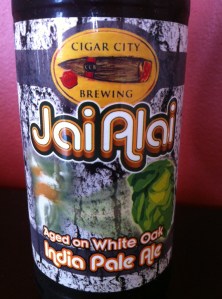 CIGAR CITY
BREWING
Jai Alai
Aged on White Oak
India Pale Ale